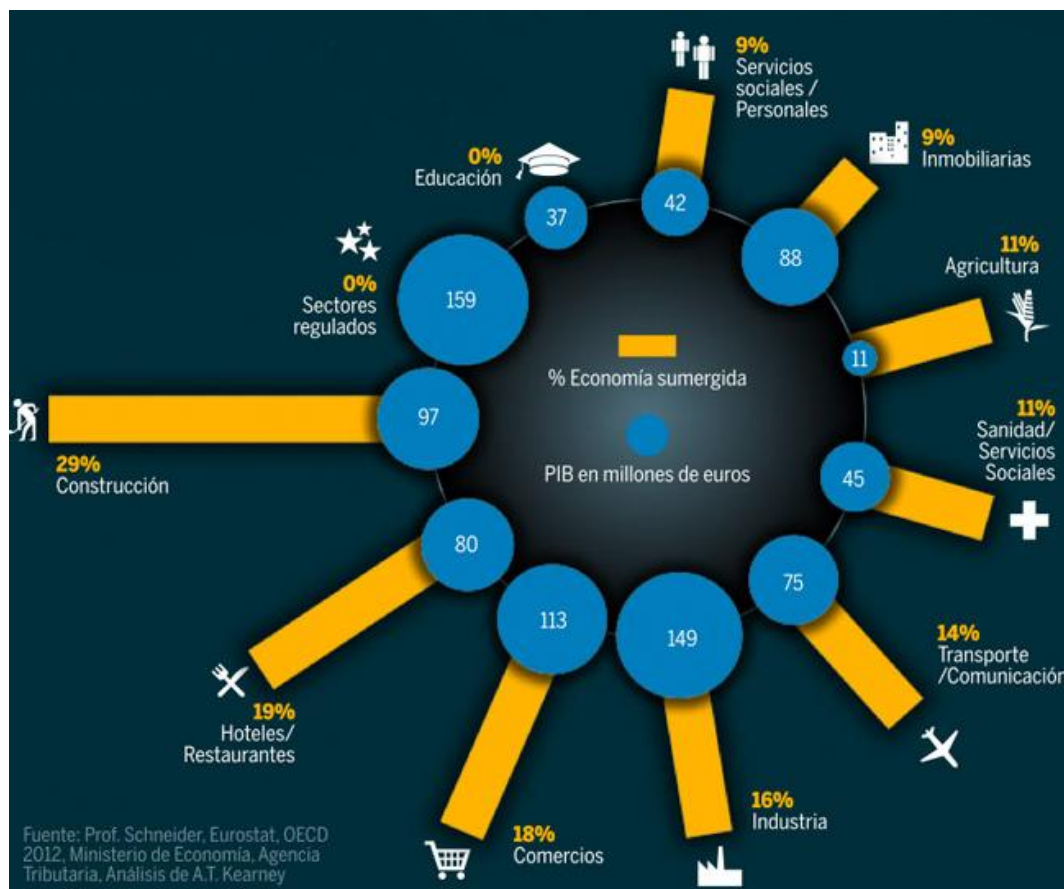 9%
Servicios
sociales /
Personales
9%
Inmobiliarias
11%
Agricultura
11%
Sanidad/
Servicios
Sociales
14%
Transporte
/Comunicación
16%
Industria
18%
Comercios
19%
Hoteles/
Restaurantes
29%
Construcción
0%
Sectores
regulados
0%
Educación
42
88
11
45
75
149
113
80
97
159
37
% Economía sumergida
PIB en millones de euros
Fuente: Prof. Schneider, Eurostat, OECD
2012, Ministerio de Economía, Agencia
Tributaria, Análisis de A.T. Kearney